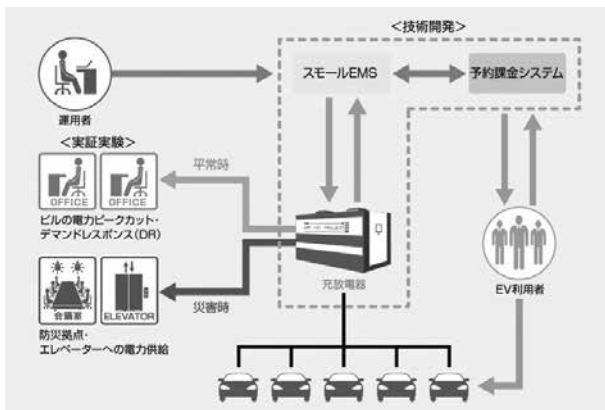 <技術開発>
スモールEMS
予約課金システム
運用者
<実証実験>
平常時
OFFICE
OFFICE
ビルの電力ピークカット・
デマンドレスポンス(DR)
充放電器
EV利用者
災害時
会議室
ELEVATOR
防災拠点・
エレベーターへの電力供給